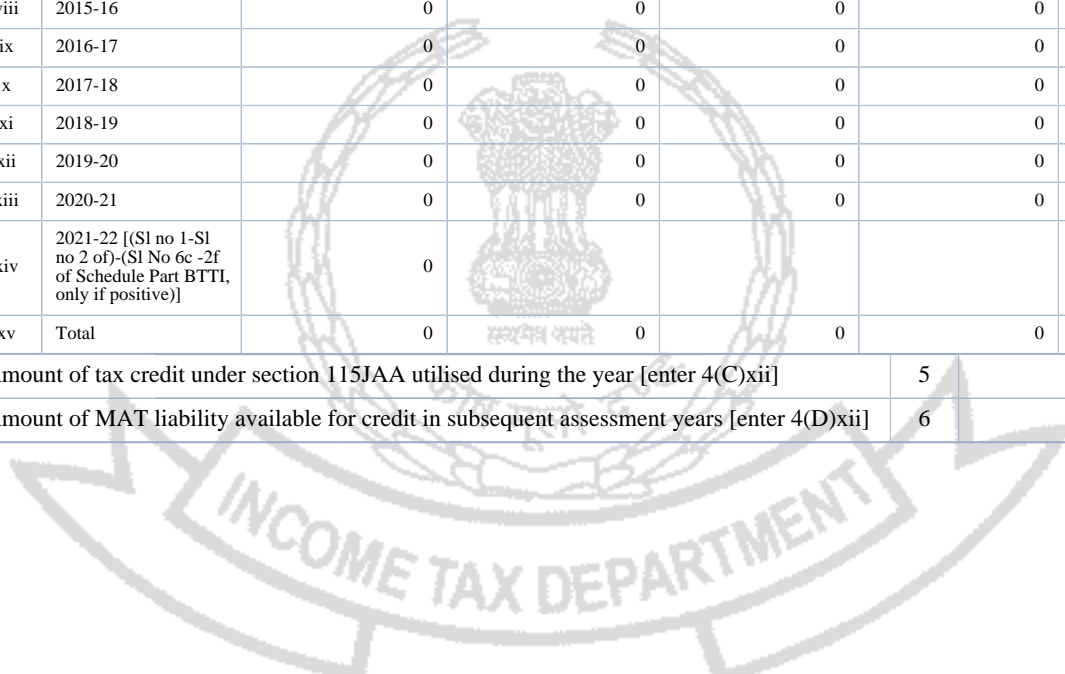 viii 2015-16 0 0 0 0
ix 2016-17 0 0 0 0
x 2017-18 0 0 0 0
xi 2018-19 0 0 0 0
xii 2019-20 0 0 0 0
xiii 2020-21 0 0 0 0
2021-22 [(Sl no 1-Sl
no 2 of)-(Sl No 6c -2f
xiv 0
of Schedule Part BTTI,
only if positive)]
xv Total 0 0 0 0
सत्यमेव जयते
mount of tax credit under section 115JAA utilised during the year [enter 4(C)xii] 5
mount of MAT liability available for credit in subsequent assessment years [enter 4(D)xii] 6
INCOME TAX DEPARTMENT